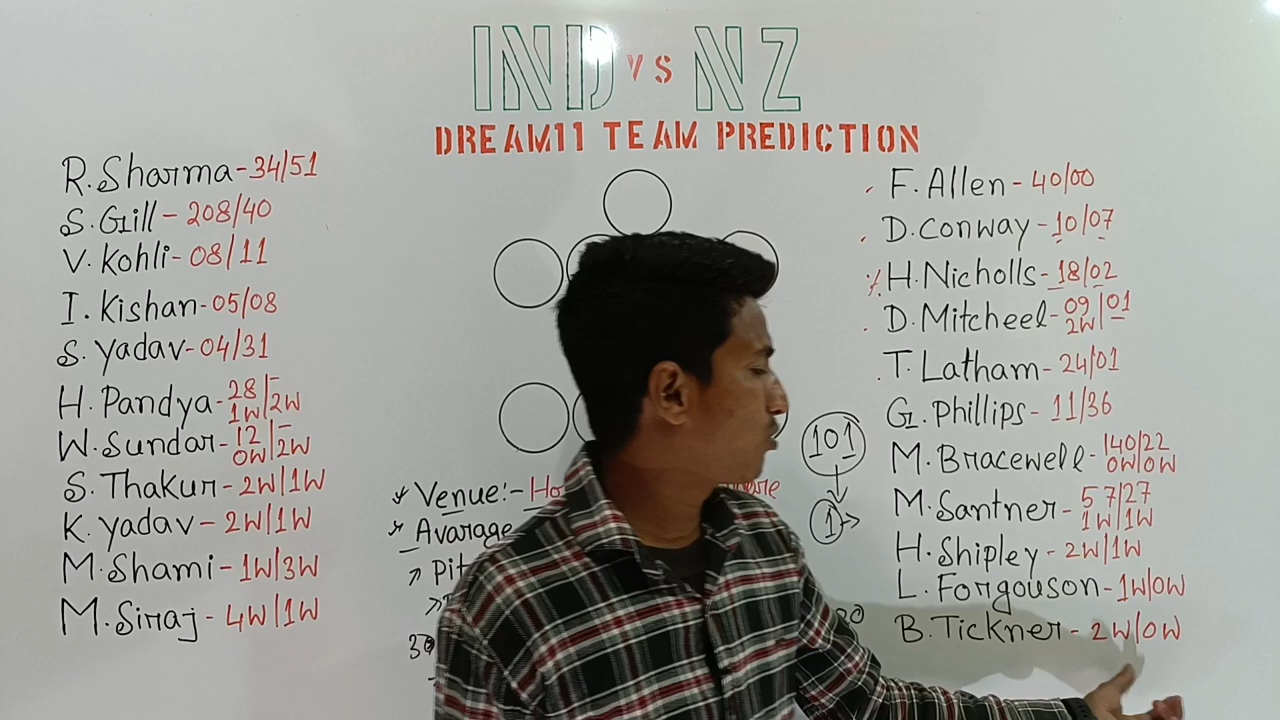 IND vs NZ
DREAM11 TEAM PREDICTION
R. Sharma - 34/51
S. Gill - 208/40
V. Kohli - 08/11
I. Kishan - 05/08
S. Yadav - 04/31
H. Pandya - 28/-
1W/2W
W. Sundar - 12/-
0W/2W
S. Thakur - 2W/1W
K. Yadav - 2W/1W
M. Shami - 1W/3W
M. Siraj - 4W/1W
* Venue:- Ho
* Avarage
Pit
30
101
1 →
F. Allen - 40/00
D. Conway - 10/07
H. Nicholls - 18/02
D. Mitcheel - 09/01
2W
T. Latham - 24/01
G. Phillips - 11/36
M. Bracewell - 140/22
0W/0W
M. Santner - 57/27
1W/1W
H. Shipley - 2W/1W
L. Forgouson - 1W/0W
B. Tickner - 2W/0W